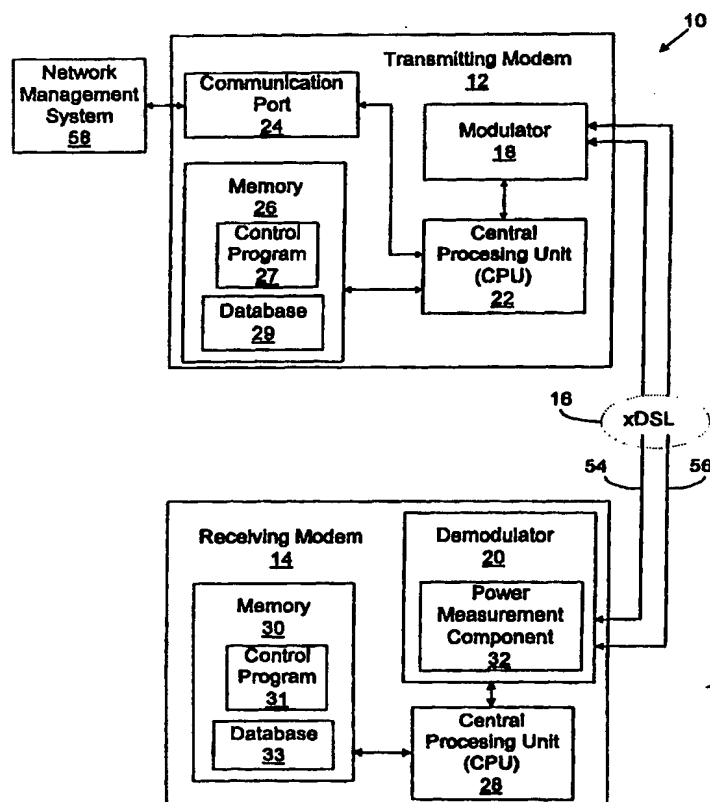 10
Network
Management
System
58
Transmitting Modem
12
Communication
Port
24
Modulator
18
Memory
26
Control
Program
27
Database
29
Central
Procesing Unit
(CPU)
22
16
xDSL
54
56
Receiving Modem
14
Demodulator
20
Power
Measurement
Component
32
Memory
30
Control
Program
31
Database
33
Central
Procesing Unit
(CPU)
28